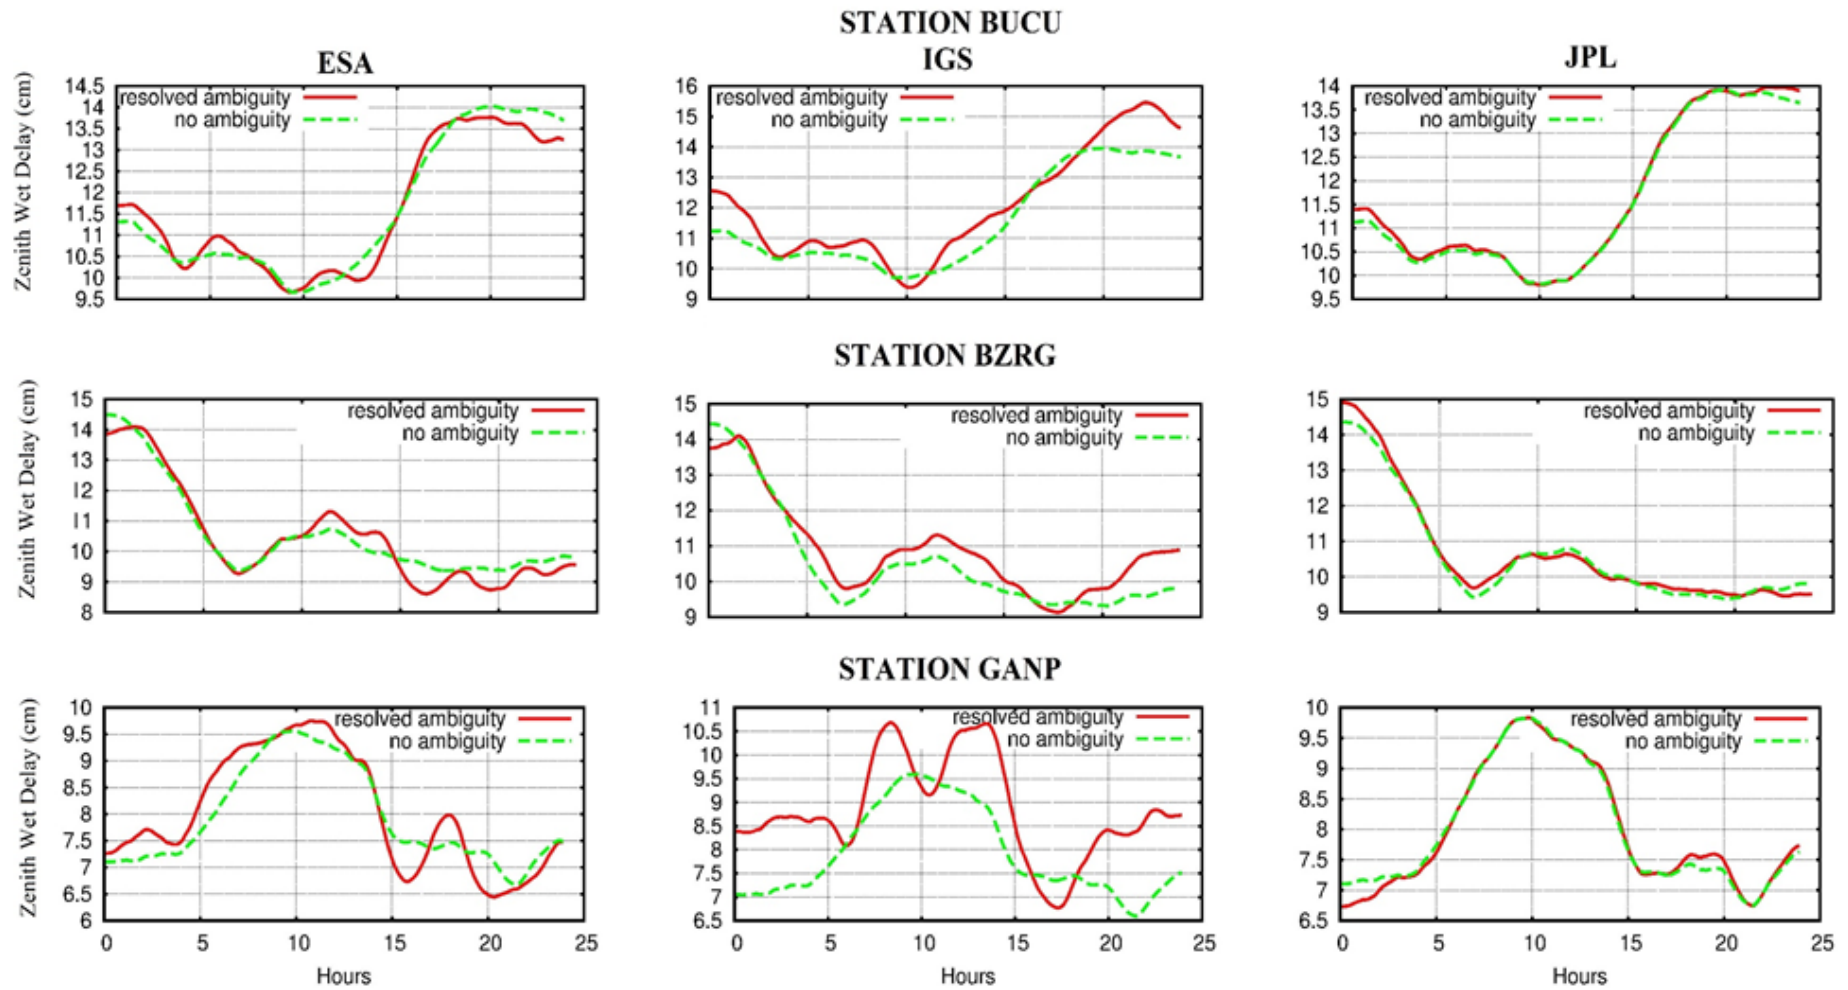 STATION BUCU
ESA IGS JPL
Zenith Wet Delay (cm)
14.5
14
13.5
13
12.5
12
11.5
11
10.5
10
9.5
resolved ambiguity
no ambiguity
16
15
14
13
12
11
10
9
resolved ambiguity
no ambiguity
14
13.5
13
12.5
12
11.5
11
10.5
10
9.5
resolved ambiguity
no ambiguity
STATION BZRG
Zenith Wet Delay (cm)
15
14
13
12
11
10
9
8
resolved ambiguity
no ambiguity
15
14
13
12
11
10
9
resolved ambiguity
no ambiguity
15
14
13
12
11
10
9
resolved ambiguity
no ambiguity
STATION GANP
Zenith Wet Delay (cm)
10
9.5
9
8.5
8
7.5
7
6.5
6
resolved ambiguity
no ambiguity
0 5 10 15 20 25
Hours
11
10.5
10
9.5
9
8.5
8
7.5
7
6.5
resolved ambiguity
no ambiguity
0 5 10 15 20 25
Hours
10
9.5
9
8.5
8
7.5
7
6.5
resolved ambiguity
no ambiguity
0 5 10 15 20 25
Hours